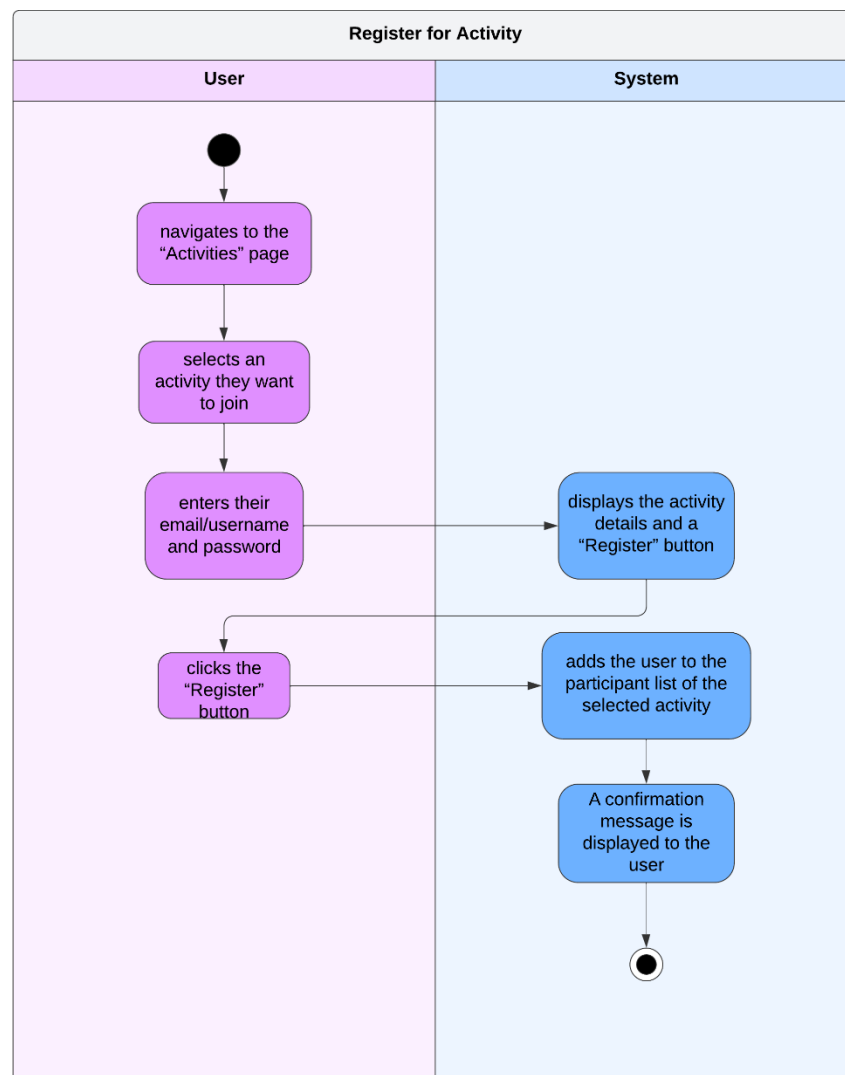 Register for Activity
User
System
navigates to the
“Activities” page
selects an
activity they want
to join
enters their
email/username
and password
displays the activity
details and a
“Register” button
clicks the
“Register”
button
adds the user to the
participant list of the
selected activity
A confirmation
message is
displayed to the
user